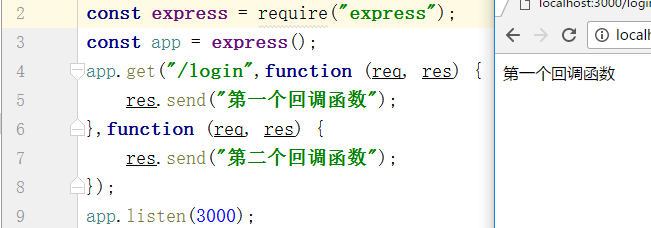 2 const express = require("express");
3 const app = express();
4 app.get("/login",function (req, res) {
5 res.send("第一个回调函数");
6 },function (req, res) {
7 res.send("第二个回调函数");
8 });
9 app.listen(3000);
localhost:3000/login
locall
第一个回调函数